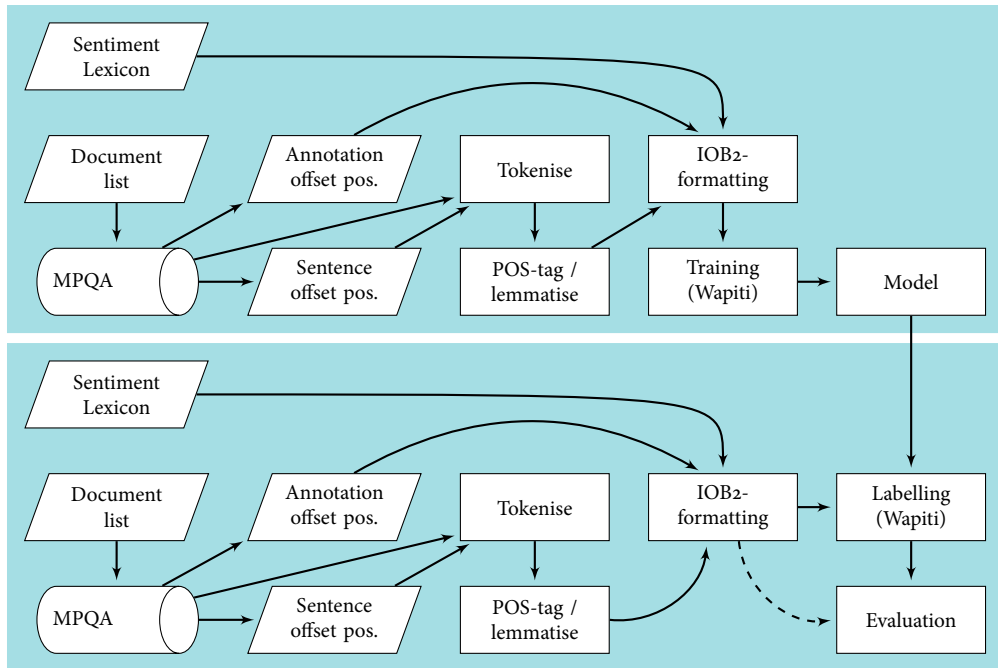 Sentiment
Lexicon
Document
list
Annotation
offset pos.
Tokenise
IOB2-
formatting
MPQA
Sentence
offset pos.
POS-tag /
lemmatise
Training
(Wapiti)
Model
Sentiment
Lexicon
Document
list
Annotation
offset pos.
Tokenise
IOB2-
formatting
Labelling
(Wapiti)
MPQA
Sentence
offset pos.
POS-tag /
lemmatise
Evaluation